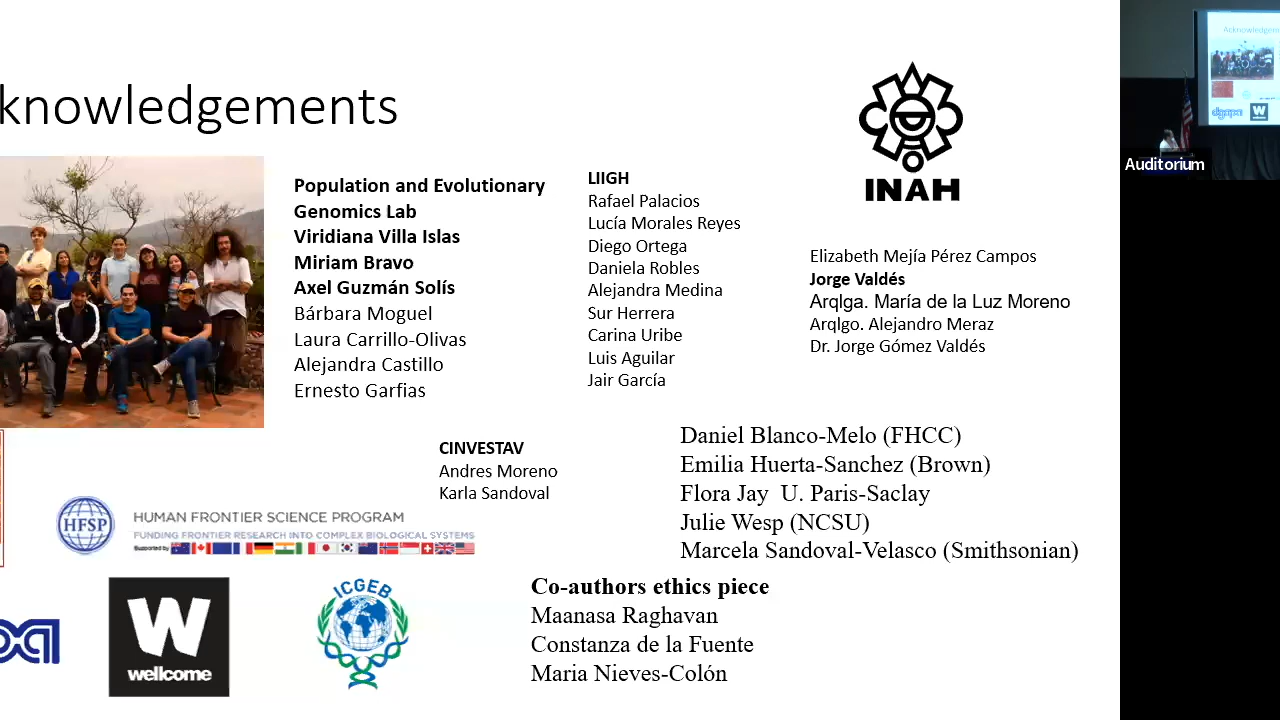 knowledgements
Population and Evolutionary
Genomics Lab
Viridiana Villa Islas
Miriam Bravo
Axel Guzmán Solís
Bárbara Moguel
Laura Carrillo-Olivas
Alejandra Castillo
Ernesto Garfias
LIIGH
Rafael Palacios
Lucía Morales Reyes
Diego Ortega
Daniela Robles
Alejandra Medina
Sur Herrera
Carina Uribe
Luis Aguilar
Jair García
INAH
Elizabeth Mejía Pérez Campos
Jorge Valdés
Arqlga. María de la Luz Moreno
Arqlgo. Alejandro Meraz
Dr. Jorge Gómez Valdés
CINVESTAV
Andres Moreno
Karla Sandoval
Daniel Blanco-Melo (FHCC)
Emilia Huerta-Sanchez (Brown)
Flora Jay U. Paris-Saclay
Julie Wesp (NCSU)
Marcela Sandoval-Velasco (Smithsonian)
HFSP
HUMAN FRONTIER SCIENCE PROGRAM
FUNDING FRONTIER RESEARCH INTO COMPLEX BIOLOGICAL SYSTEMS
Supported by
W
wellcome
ICGEB
Co-authors ethics piece
Maanasa Raghavan
Constanza de la Fuente
Maria Nieves-Colón
Acknowledgem
W
Auditorium